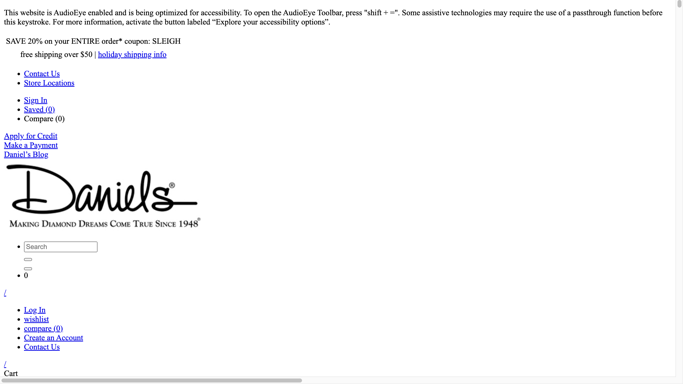 This website is AudioEye enabled and is being optimized for accessibility. To open the AudioEye Toolbar, press "shift + =". Some assistive technologies may require the use of a passthrough function before
this keystroke. For more information, activate the button labeled “Explore your accessibility options”.
SAVE 20% on your ENTIRE order* coupon: SLEIGH
free shipping over $50 | holiday shipping info
Contact Us
Store Locations
Sign In
Saved (0)
Compare (0)
Apply for Credit
Make a Payment
Daniel’s Blog
Daniels®
MAKING DIAMOND DREAMS COME TRUE SINCE 1948®
Search
0
/
Log In
wishlist
compare (0)
Create an Account
Contact Us
/
Cart